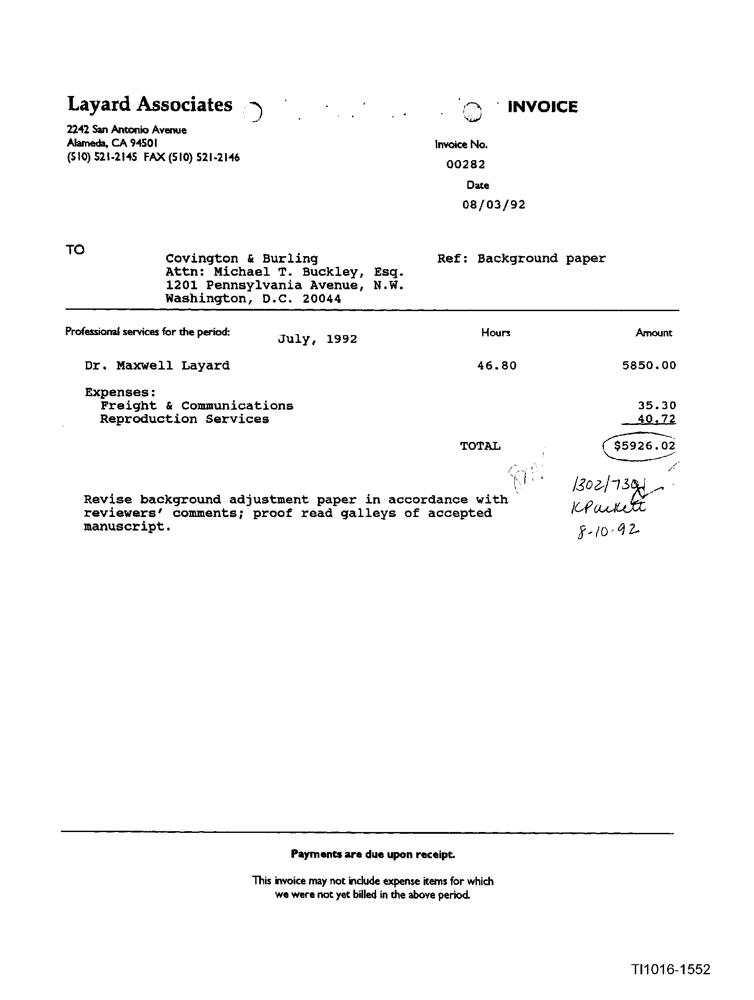 Layard Associates
INVOICE
2242 San Antonio Avenue
Alameda, CA 94501
(510) 521-2145 FAX (510) 521-2146
Invoice No.
00282
Date
08/03/92
TO
Covington & Burling
Ref: Background paper
Attn: Michael T. Buckley, Esq.
1201 Pennsylvania Avenue, N.W.
Washington, D.C. 20044
Professional services for the period: July, 1992 Hours Amount
Dr. Maxwell Layard 46.80 5850.00
Expenses:
Freight & Communications 35.30
Reproduction Services 40.72
TOTAL $5926.02
1302/7301
Revise background adjustment paper in accordance with
reviewers' comments; proof read galleys of accepted
manuscript.
8-10-92
Payments are due upon receipt.
This invoice may not include expense items for which
we were not yet billed in the above period.
TI1016-1552